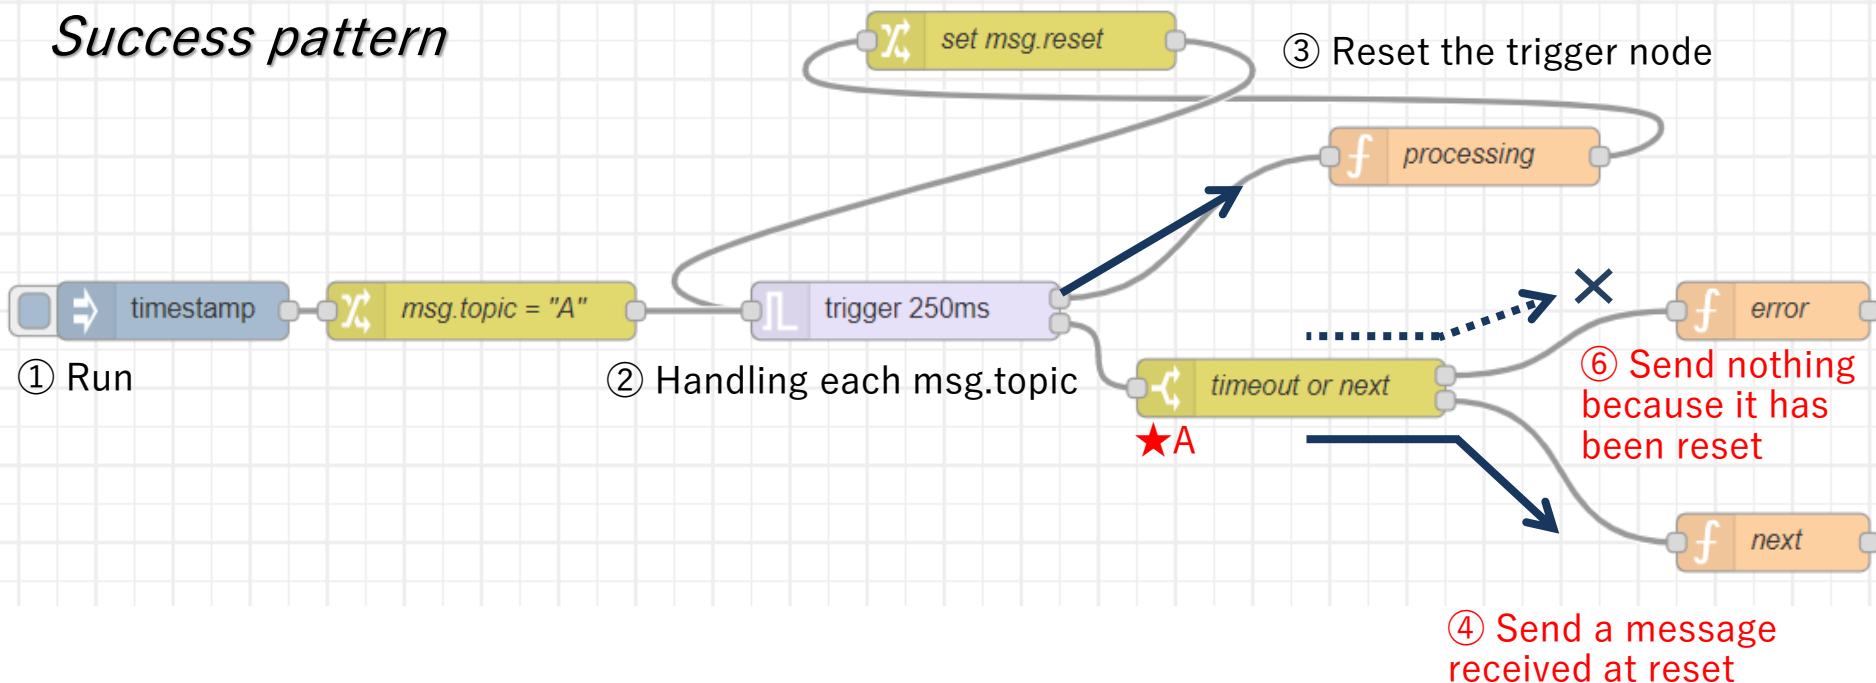 Success pattern
set msg.reset
③ Reset the trigger node
processing
timestamp
msg.topic = "A"
trigger 250ms
error
① Run
② Handling each msg.topic
timeout or next
★A
⑥ Send nothing
because it has
been reset
next
④ Send a message
received at reset